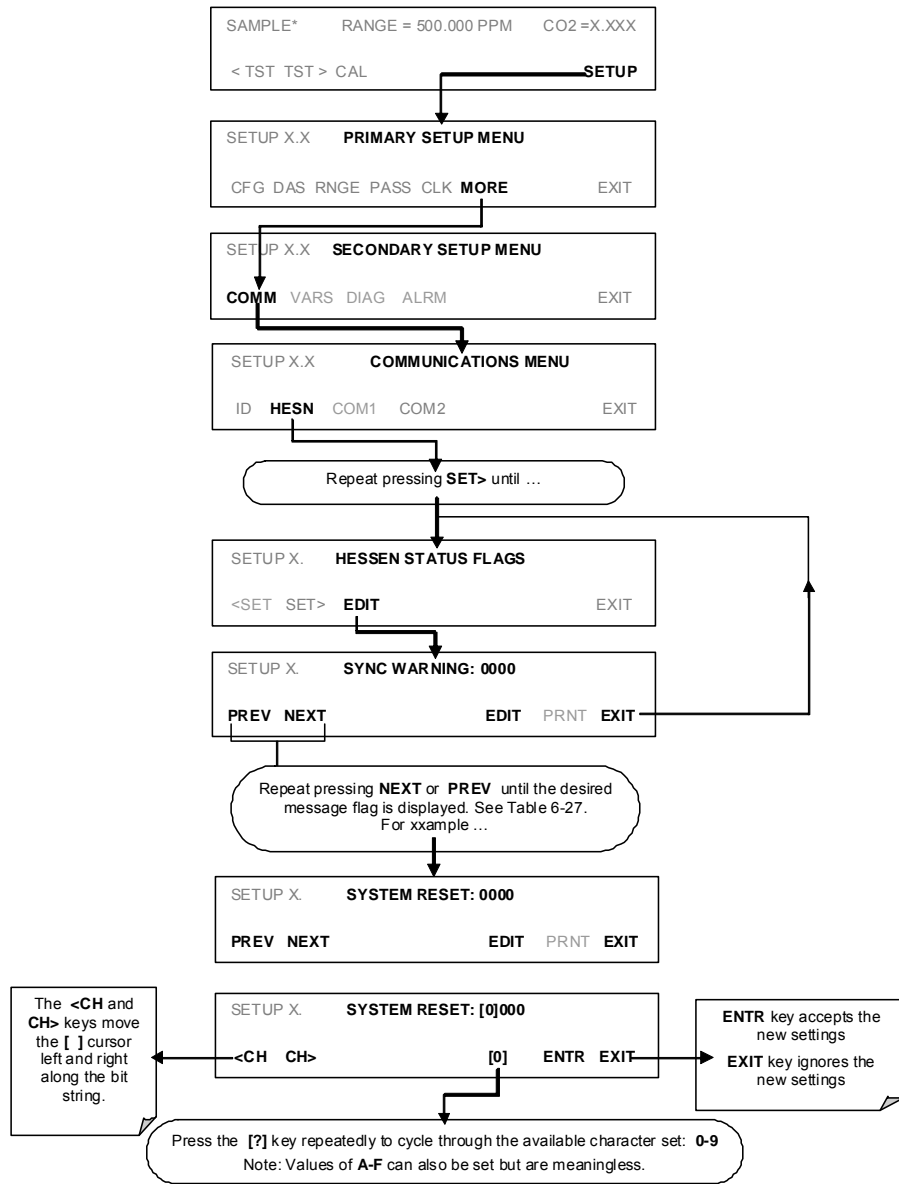 SAMPLE* RANGE = 500.000 PPM CO2 =X.XXX
< TST TST > CAL SETUP
SETUP X.X PRIMARY SETUP MENU
CFG DAS RNGE PASS CLK MORE EXIT
SETUP X.X SECONDARY SETUP MENU
COMM VARS DIAG ALRM EXIT
SETUP X.X COMMUNICATIONS MENU
ID HESN COM1 COM2 EXIT
Repeat pressing SET> until …
SETUP X. HESSEN STATUS FLAGS
<SET SET> EDIT EXIT
SETUP X. SYNC WARNING: 0000
PREV NEXT EDIT PRNT EXIT
Repeat pressing NEXT or PREV until the desired
message flag is displayed. See Table 6-27.
For xxample …
SETUP X. SYSTEM RESET: 0000
PREV NEXT EDIT PRNT EXIT
The <CH and
CH> keys move
the [ ] cursor
left and right
along the bit
string.
SETUP X. SYSTEM RESET: [0]000
<CH CH> [0] ENTR EXIT
ENTR key accepts the
new settings
EXIT key ignores the
new settings
Press the [?] key repeatedly to cycle through the available character set: 0-9
Note: Values of A-F can also be set but are meaningless.